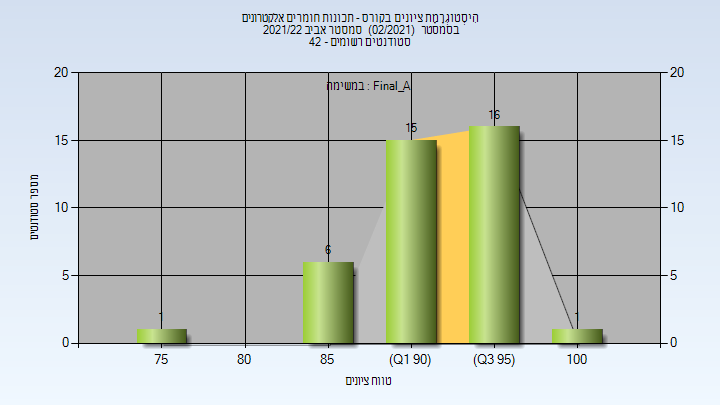 היסטוגרמת ציונים בקורס - תכונות חומרים אלקטרונים
בסמסטר (02/2021) סמסטר אביב 2021/22
סטודנטים רשומים - 42
במשימה : Final_A
20
20
15
15
10
10
5
5
0
0
1
6
15
16
1
מספר סטודנטים
75
80
85
(Q1 90)
(Q3 95)
100
טווח ציונים